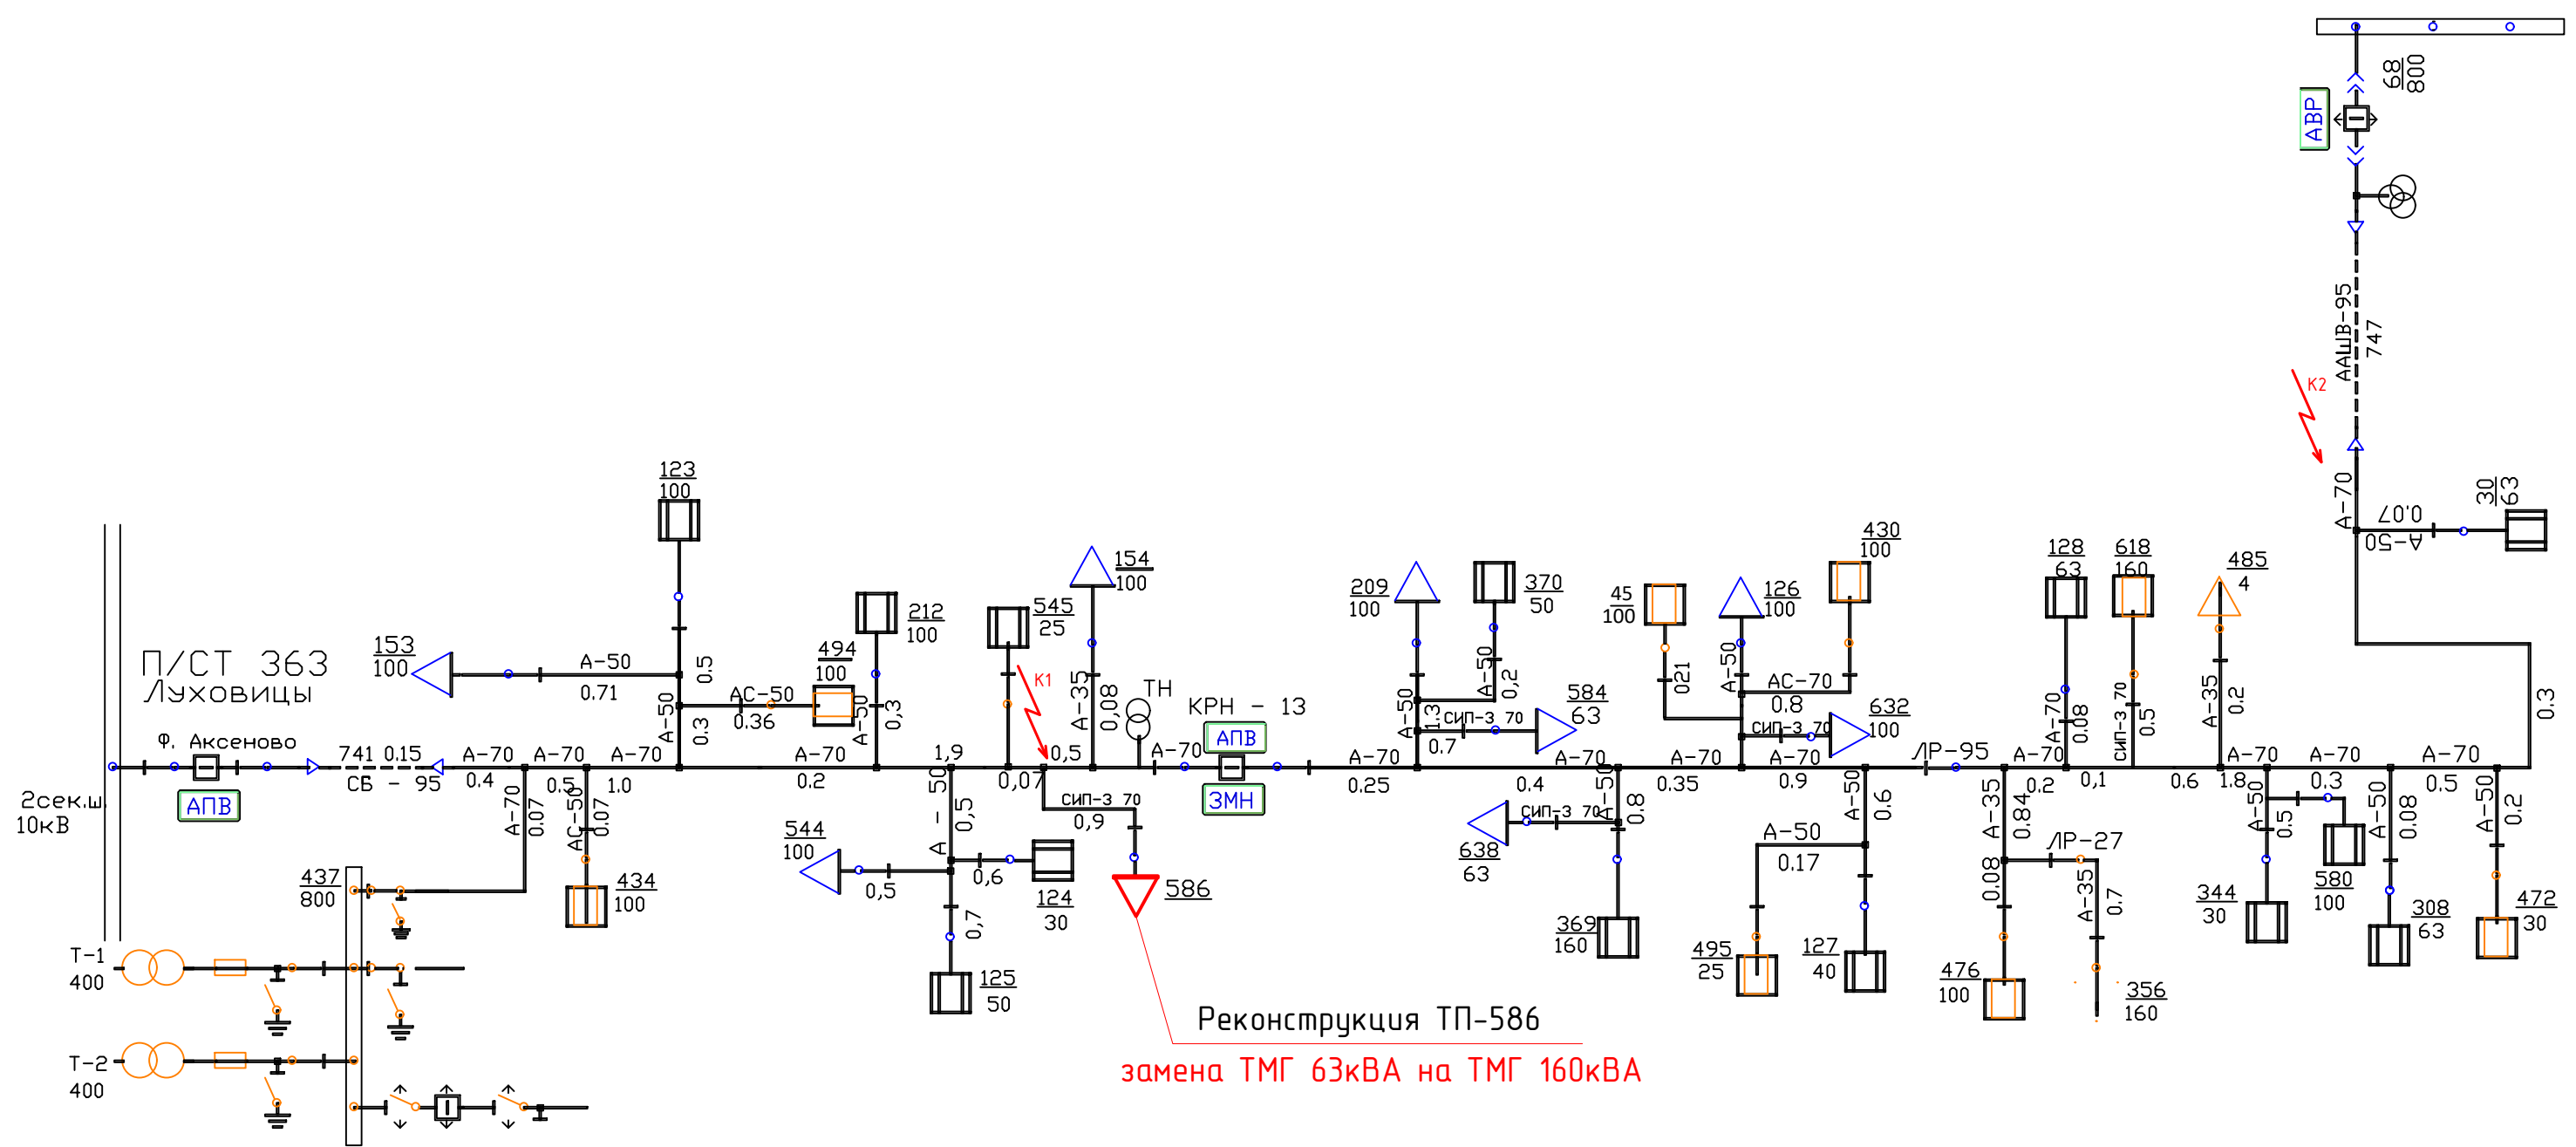 68
800
АВР
ААШВ-95
747
К2
А-70
30
63
0.07
А-50
0.3
П/СТ 363
Луховицы
Ф. Аксеново
АПВ
2сек.ш.
10кВ
741 0.15
СБ - 95
А-70
0.4
А-70
0.5
А-70
1.0
А-70
0.07
АС-50
0.07
437
800
434
100
Т-1
400
Т-2
400
123
100
153
100
А-50
0.71
0.5
А-50
0.3
АС-50
0.36
494
100
А-70
0.2
212
100
А-50
0,3
1,9
А - 50
0,5
544
100
0,5
0,6
124
30
0,7
125
50
545
25
К1
0,07
0,5
154
100
А-35
0,08
ТН
СИП-3 70
0,9
586
Реконструкция ТП-586
замена ТМГ 63кВА на ТМГ 160кВА
А-70
КРН - 13
АПВ
ЗМН
А-70
0.25
209
100
370
50
А-50
0,2
А-50
1.3
СИП-3 70
0.7
584
63
А-70
0.4
А-50
0.8
СИП-3 70
638
63
369
160
А-70
0.35
45
100
021
126
100
А-50
430
100
АС-70
0.8
СИП-3 70
632
100
А-70
0.9
А-50
0.6
А-50
0.17
495
25
127
40
ЛР-95
А-70
0.2
А-35
0.84
0.08
ЛР-27
А-35
0.7
476
100
356
160
128
63
А-70
0.08
0,1
618
160
СИП-3 70
0.5
0.6
485
4
А-35
0.2
А-70
1.8
А-50
0.5
344
30
580
100
А-70
0.3
А-50
0.08
308
63
А-70
0.5
А-50
0.2
472
30